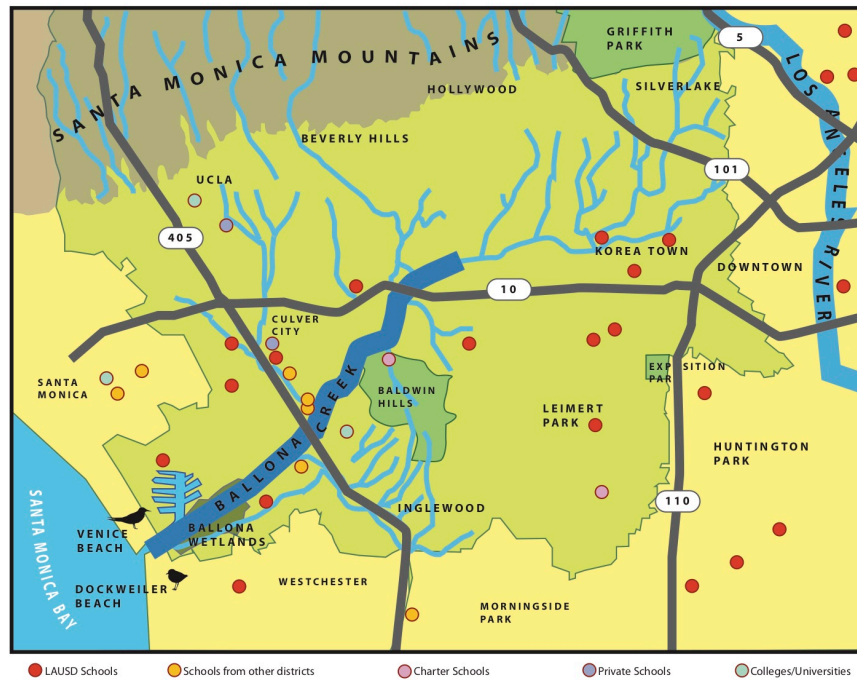 GRIFFITH
PARK
5
SANTA MONICA MOUNTAINS
LOS ANGELES RIVER
HOLLYWOOD
SILVERLAKE
BEVERLY HILLS
UCLA
101
405
KOREA TOWN
DOWNTOWN
10
CULVER
CITY
SANTA
MONICA
BALDWIN
HILLS
EXPOSITION
PARK
LEIMERT
PARK
HUNTINGTON
PARK
BALLONA CREEK
110
INGLEWOOD
SANTA MONICA BAY
VENICE
BEACH
BALLONA
WETLANDS
DOCKWEILER
BEACH
WESTCHESTER
MORNINGSIDE
PARK
LAUSD Schools
Schools from other districts
Charter Schools
Private Schools
Colleges/Universities